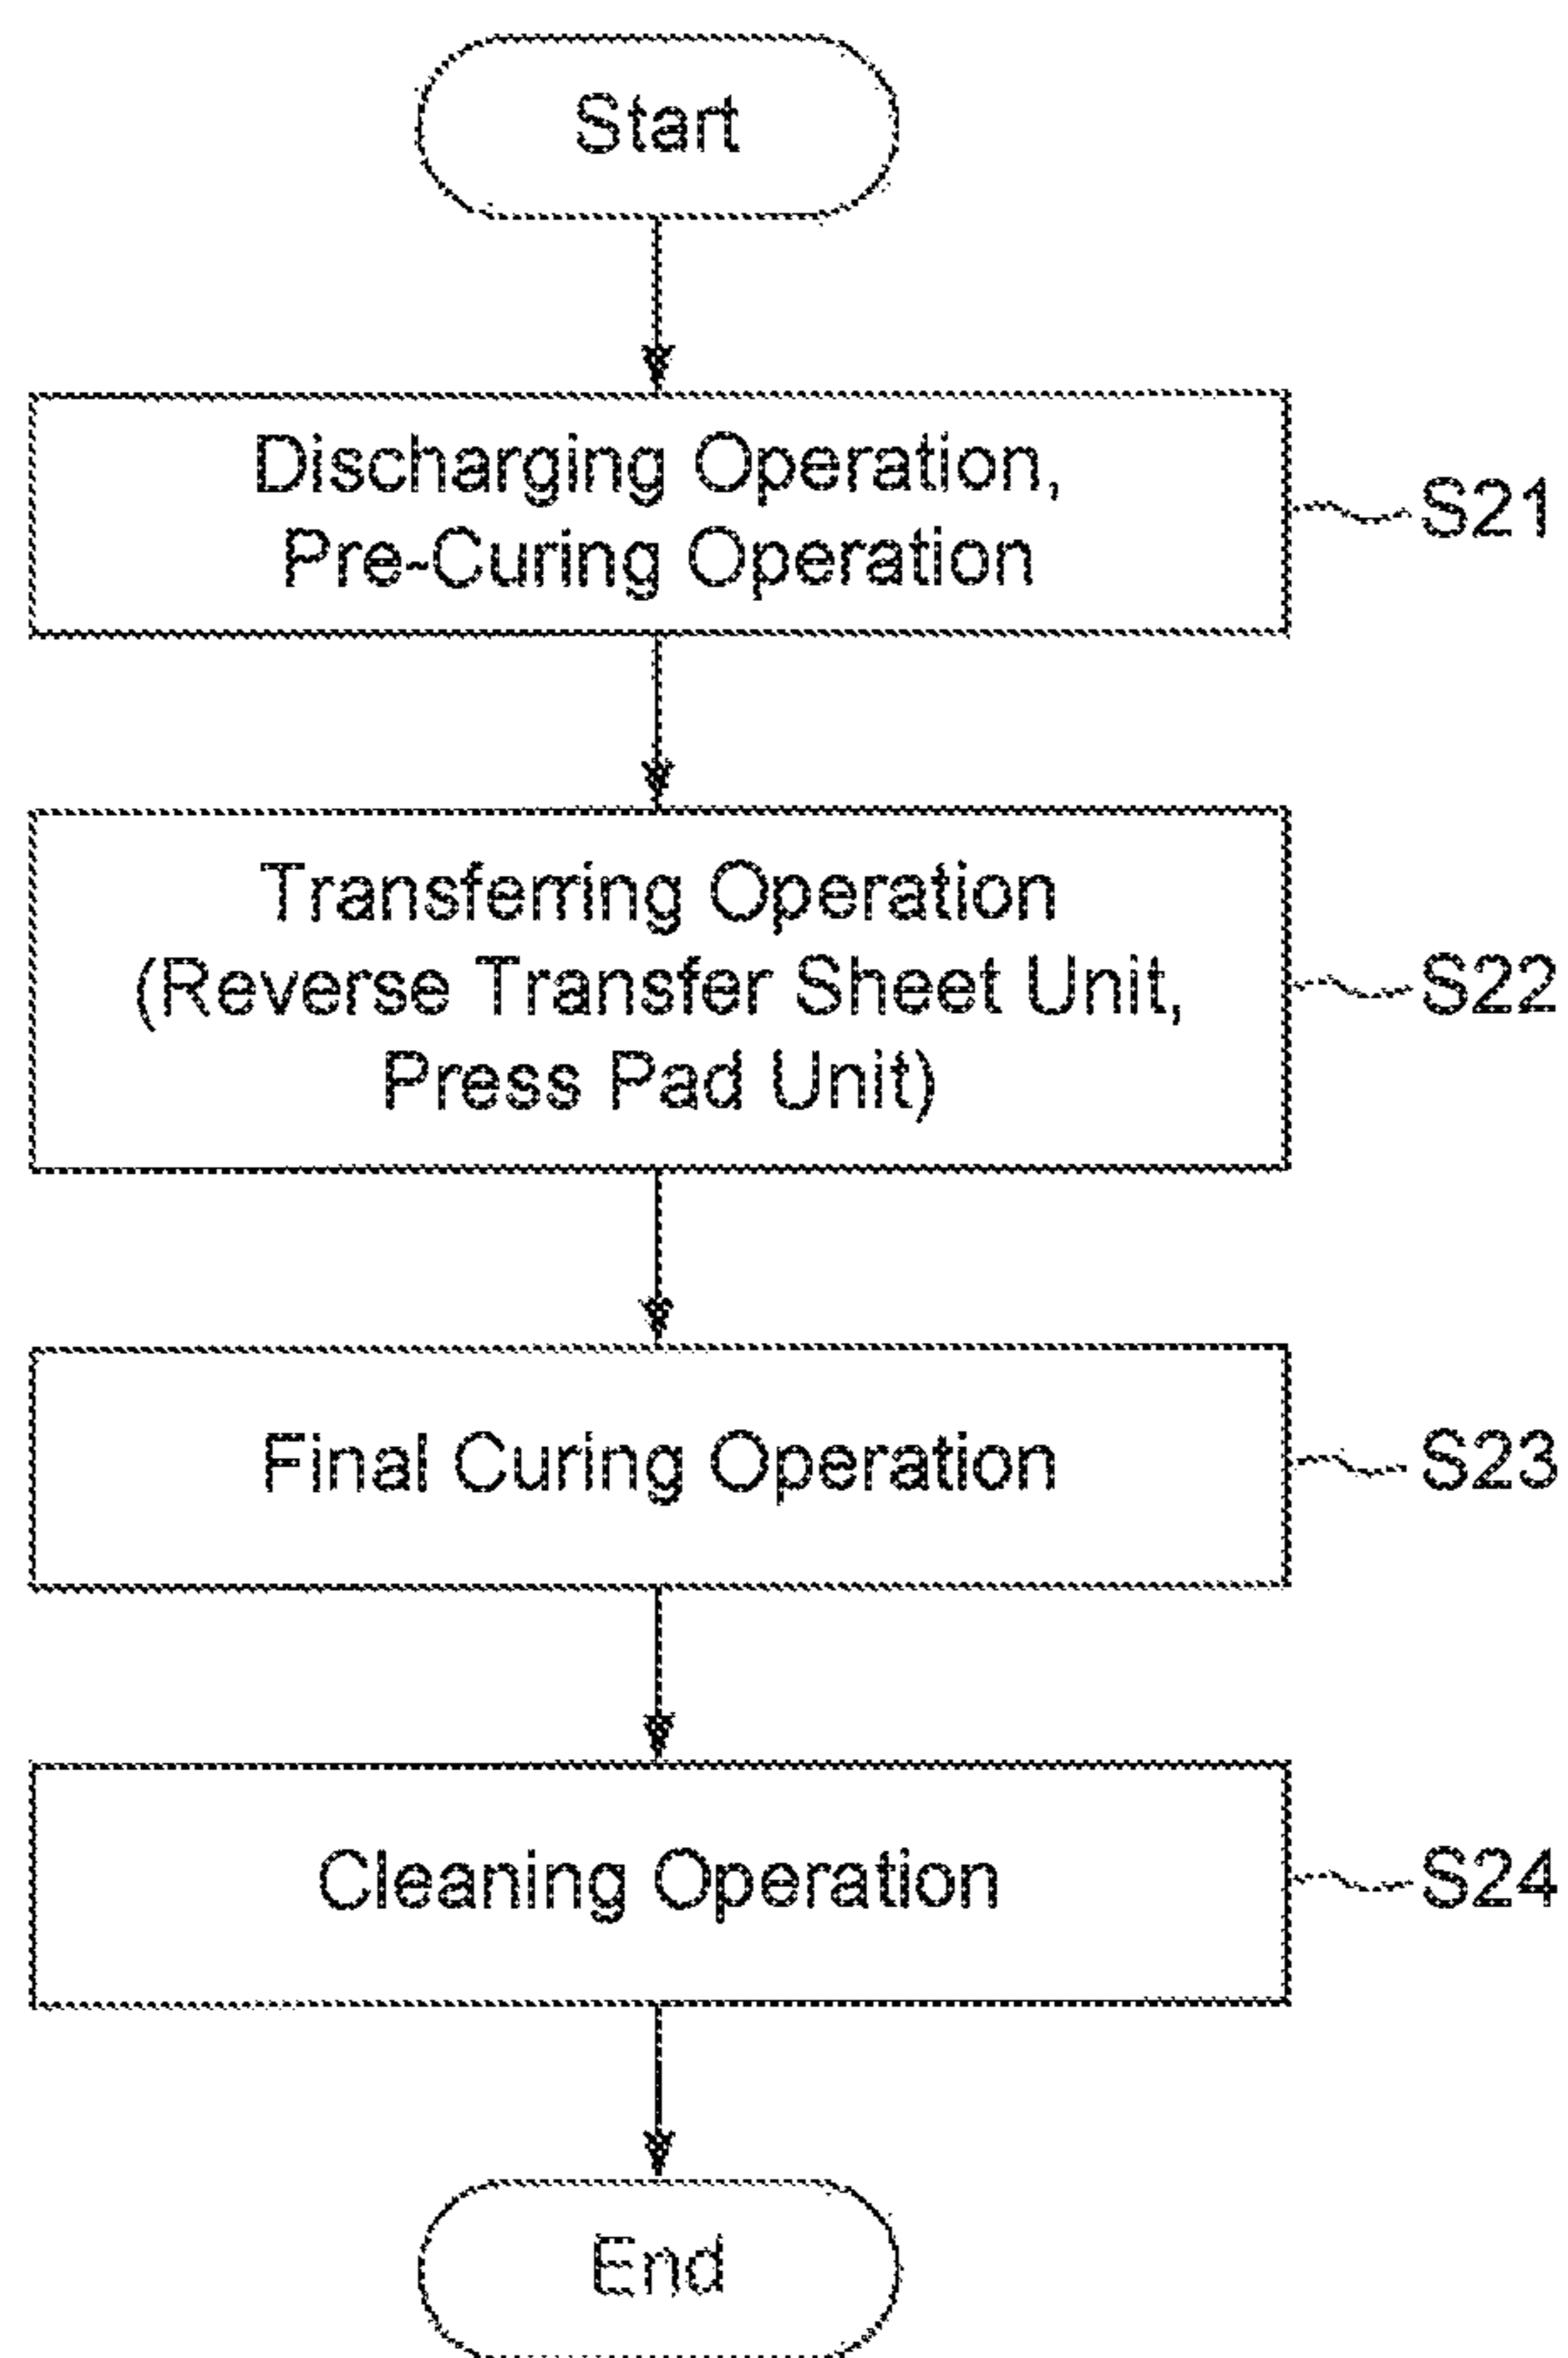 Start
Discharging Operation,
Pre-Curing Operation
S21
Transferring Operation
(Reverse Transfer Sheet Unit,
Press Pad Unit)
S22
Final Curing Operation
S23
Cleaning Operation
S24
End